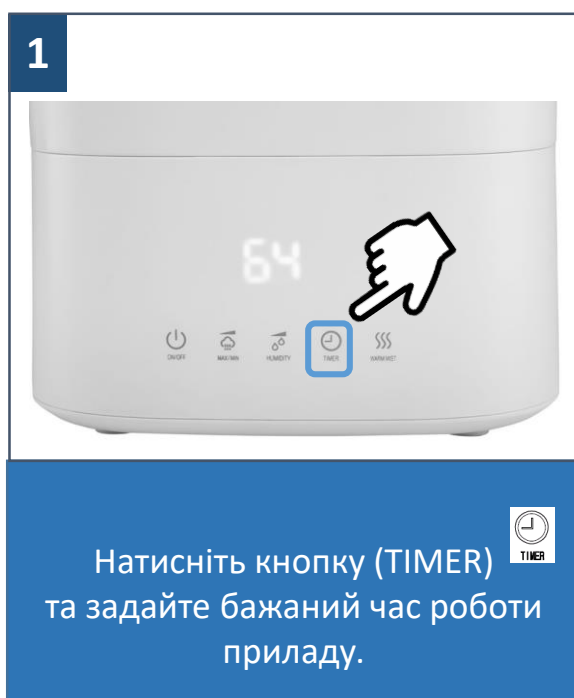 1
64
ON/OFF
MAX/Min
HUMIDITY
TIMER
WARM MIST
TIMER
Натисніть кнопку (TIMER)
та задайте бажаний час роботи
приладу.